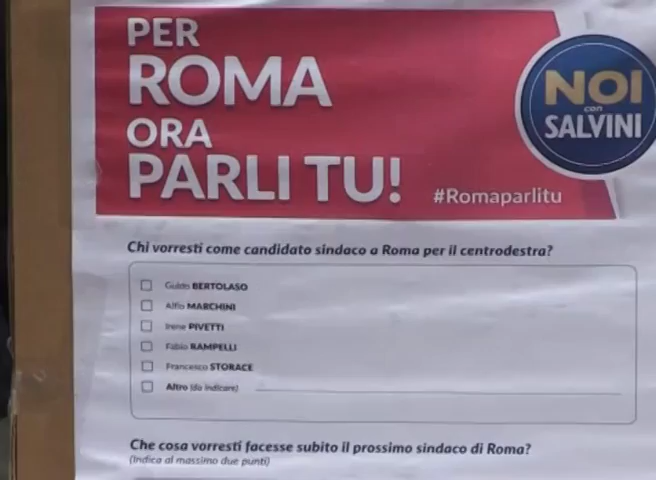 PER
ROMA
ORA
PARLI TU!
#Romaparlitu
NOI
con
SALVINI
Chi vorresti come candidato sindaco a Roma per il centrodestra?
Guido BERTOLASO
Alfio MARCHINI
Irene PIVETTI
Fabio RAMPELLI
Francesco STORACE
Altro (da indicare)
Che cosa vorresti facesse subito il prossimo sindaco di Roma?
(Indica al massimo due punti)